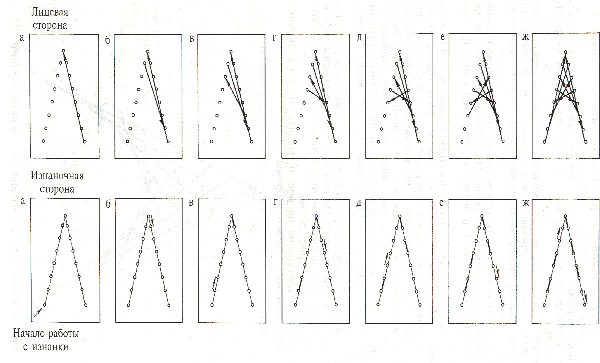 Лицевая
сторона
а б в г д е ж
Изнаночная
сторона
а б в г д е ж
Начало работы
с изнанки